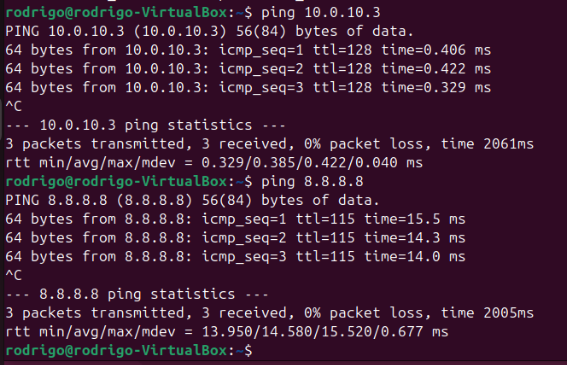 rodrigo@rodrigo-VirtualBox:~$ ping 10.0.10.3
PING 10.0.10.3 (10.0.10.3) 56(84) bytes of data.
64 bytes from 10.0.10.3: icmp_seq=1 ttl=128 time=0.406 ms
64 bytes from 10.0.10.3: icmp_seq=2 ttl=128 time=0.422 ms
64 bytes from 10.0.10.3: icmp_seq=3 ttl=128 time=0.329 ms
^C
--- 10.0.10.3 ping statistics ---
3 packets transmitted, 3 received, 0% packet loss, time 2061ms
rtt min/avg/max/mdev = 0.329/0.385/0.422/0.040 ms
rodrigo@rodrigo-VirtualBox:~$ ping 8.8.8.8
PING 8.8.8.8 (8.8.8.8) 56(84) bytes of data.
64 bytes from 8.8.8.8: icmp_seq=1 ttl=115 time=15.5 ms
64 bytes from 8.8.8.8: icmp_seq=2 ttl=115 time=14.3 ms
64 bytes from 8.8.8.8: icmp_seq=3 ttl=115 time=14.0 ms
^C
--- 8.8.8.8 ping statistics ---
3 packets transmitted, 3 received, 0% packet loss, time 2005ms
rtt min/avg/max/mdev = 13.950/14.580/15.520/0.677 ms
rodrigo@rodrigo-VirtualBox:~$